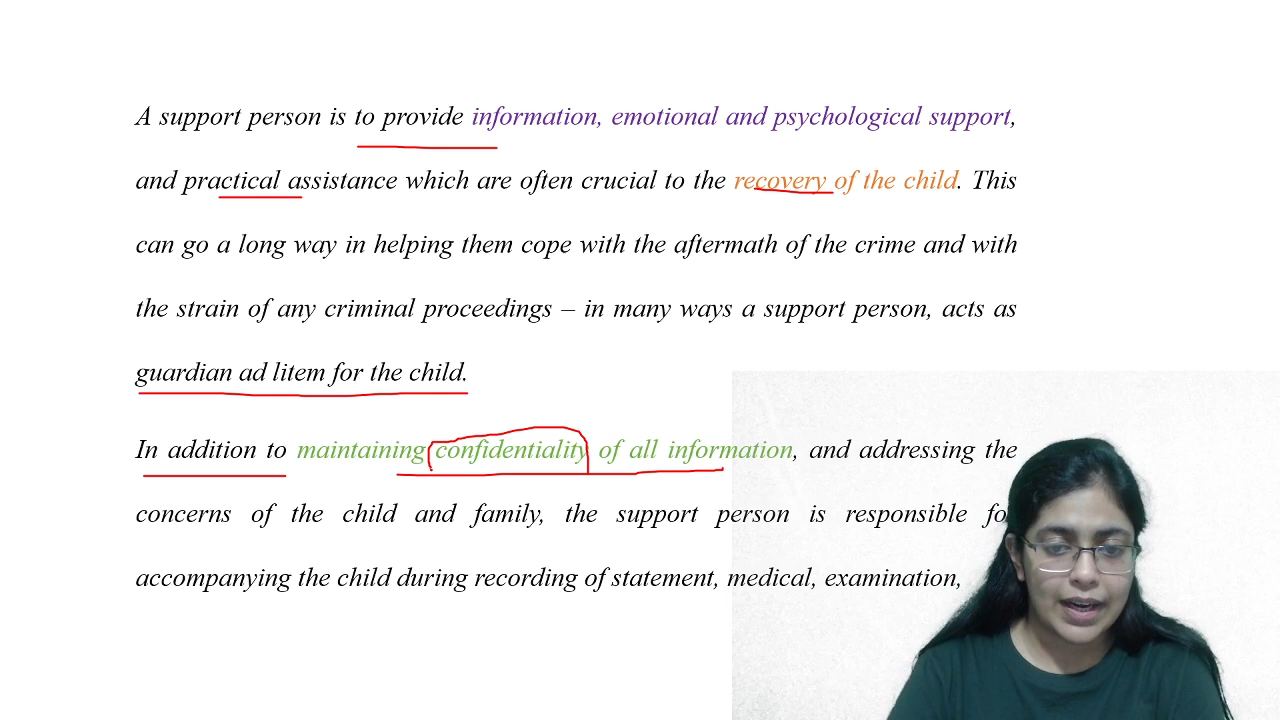 A support person is to provide information, emotional and psychological support,
and practical assistance which are often crucial to the recovery of the child. This
can go a long way in helping them cope with the aftermath of the crime and with
the strain of any criminal proceedings – in many ways a support person, acts as
guardian ad litem for the child.
In addition to maintaining confidentiality of all information, and addressing the
concerns of the child and family, the support person is responsible for
accompanying the child during recording of statement, medical, examination,